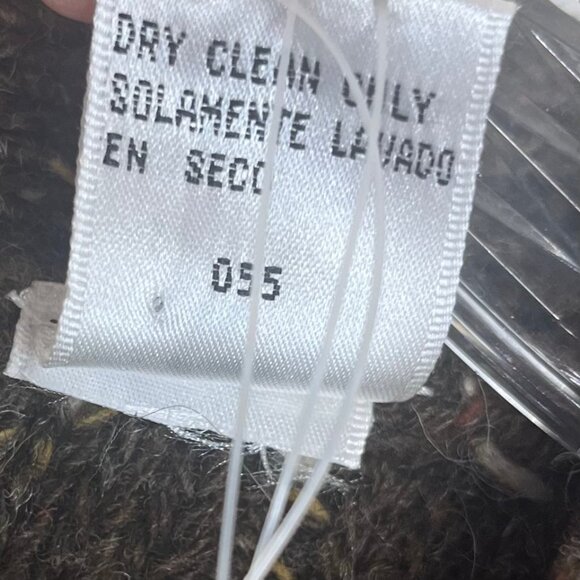 DRY CLEAN ONLY
SOLAMENTE LAVADO
EN SECO
055